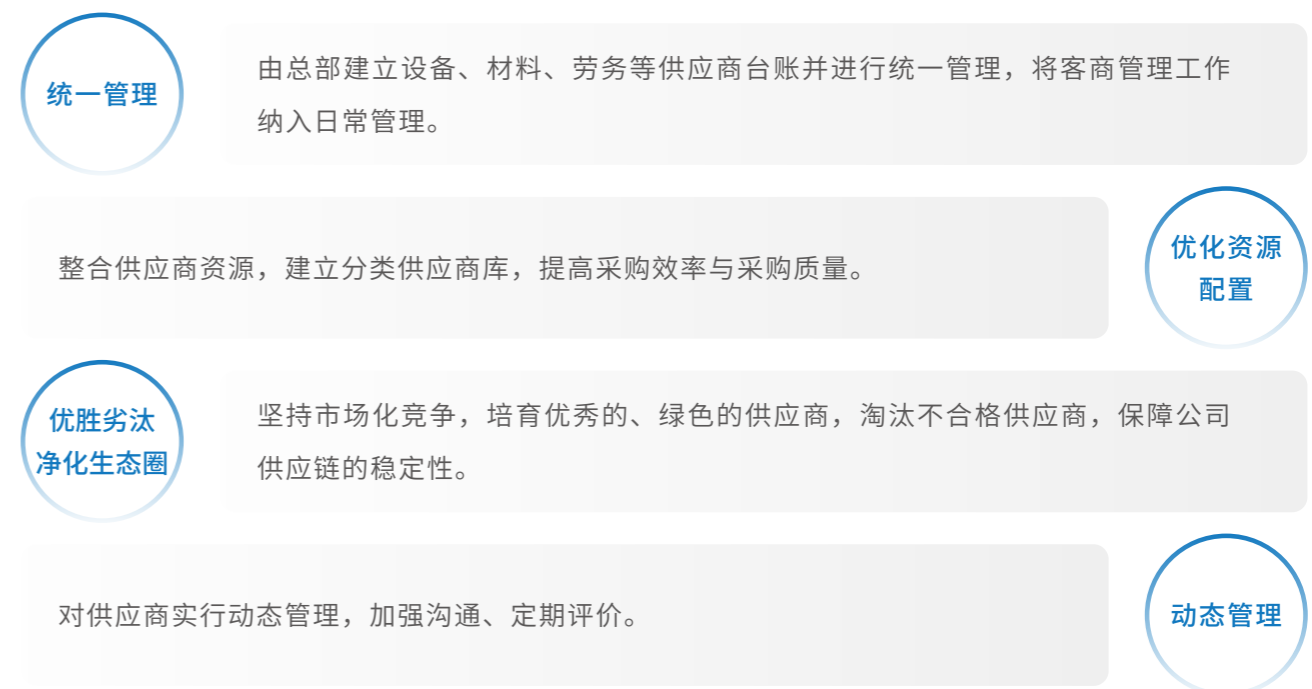 统一管理
由总部建立设备、材料、劳务等供应商台账并进行统一管理，将客商管理工作
纳入日常管理。
整合供应商资源，建立分类供应商库，提高采购效率与采购质量。
优化资源
配置
优胜劣汰
净化生态圈
坚持市场化竞争，培育优秀的、绿色的供应商，淘汰不合格供应商，保障公司
供应链的稳定性。
对供应商实行动态管理，加强沟通、定期评价。
动态管理